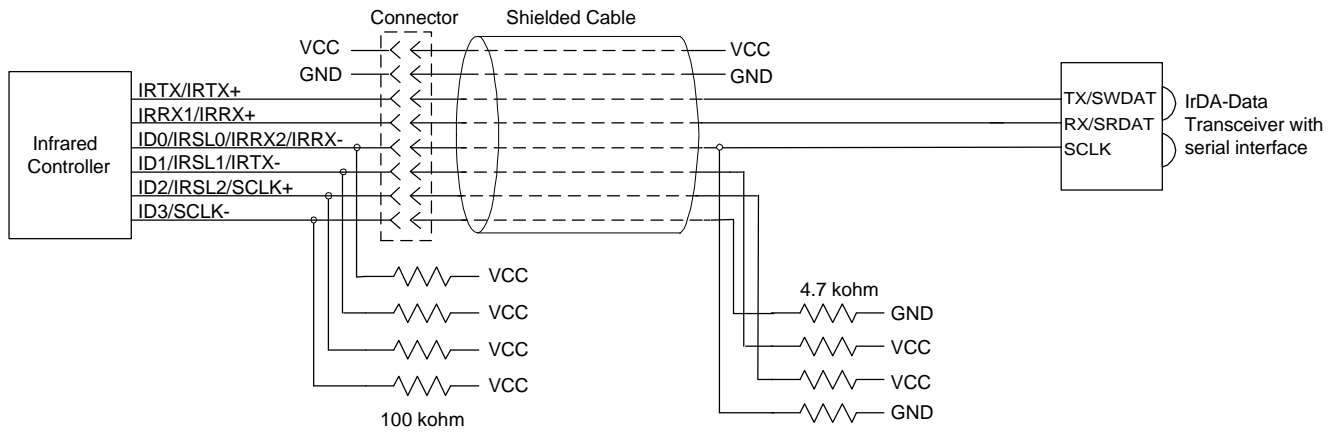 Connector
Shielded Cable
VCC
VCC
GND
GND
Infrared
Controller
IRTX/IRTX+
IRRX1/IRRX+
ID0/IRSL0/IRRX2/IRRX-
ID1/IRSL1/IRTX-
ID2/IRSL2/SCLK+
ID3/SCLK-
TX/SWDAT
RX/SRDAT
SCLK
IrDA-Data
Transceiver with
serial interface
VCC
VCC
VCC
VCC
100 kohm
4.7 kohm
GND
VCC
VCC
GND